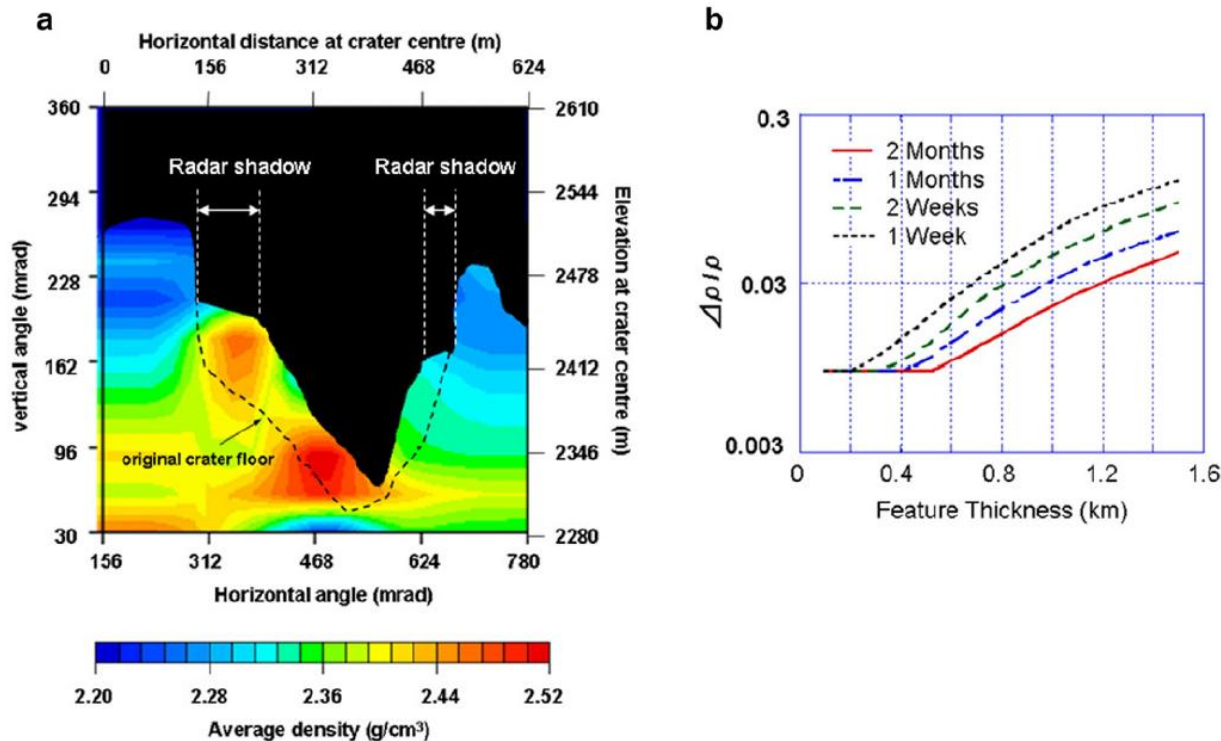 a
Horizontal distance at crater centre (m)
0 156 312 468 624
360
294
228
162
96
30
vertical angle (mrad)
Radar shadow
Radar shadow
original crater floor
2610
2544
2478
2412
2346
2280
Elevation at crater centre (m)
156 312 468 624 780
Horizontal angle (mrad)
2.20 2.28 2.36 2.44 2.52
Average density (g/cm³)
b
0.3
0.03
0.003
Δρ/ρ
2 Months
1 Months
2 Weeks
1 Week
0 0.4 0.8 1.2 1.6
Feature Thickness (km)